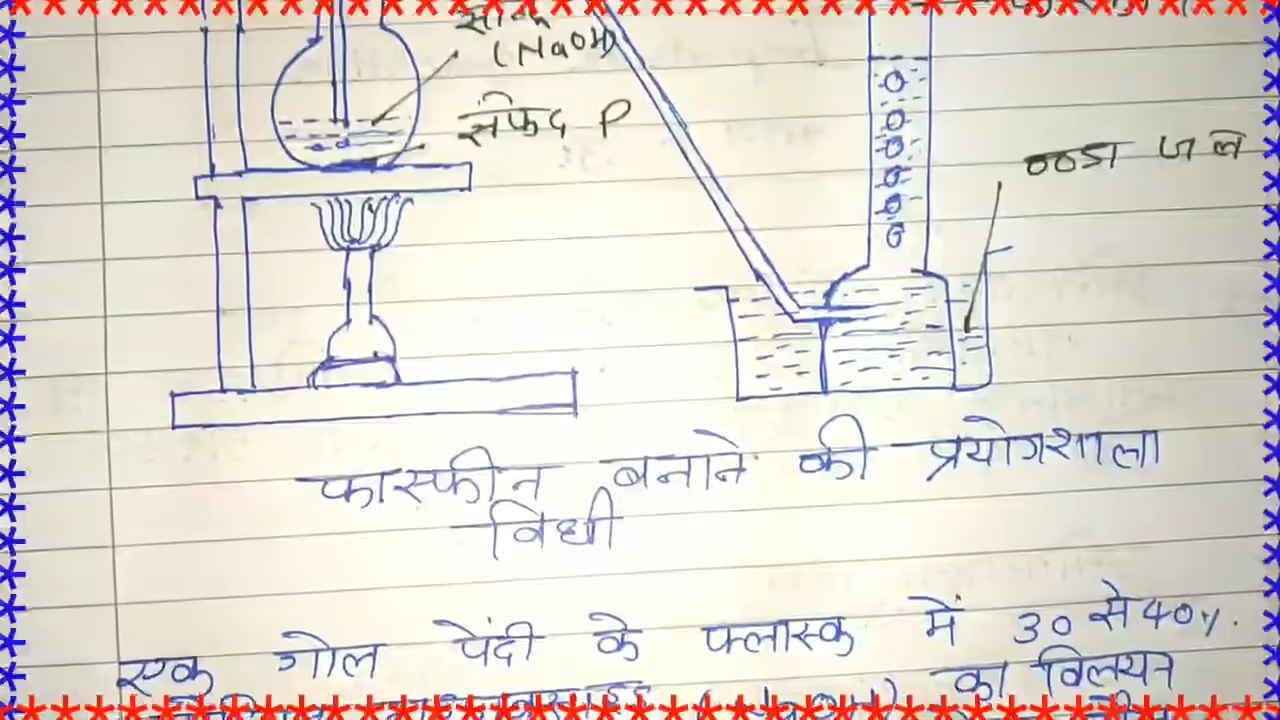 (NaOH)
सफेद P
ठण्डा जल
फास्फीन बनाने की प्रयोगशाला
विधी
एक गोल पेंदी के फ्लास्क में 30 से 40%.
का विलयन